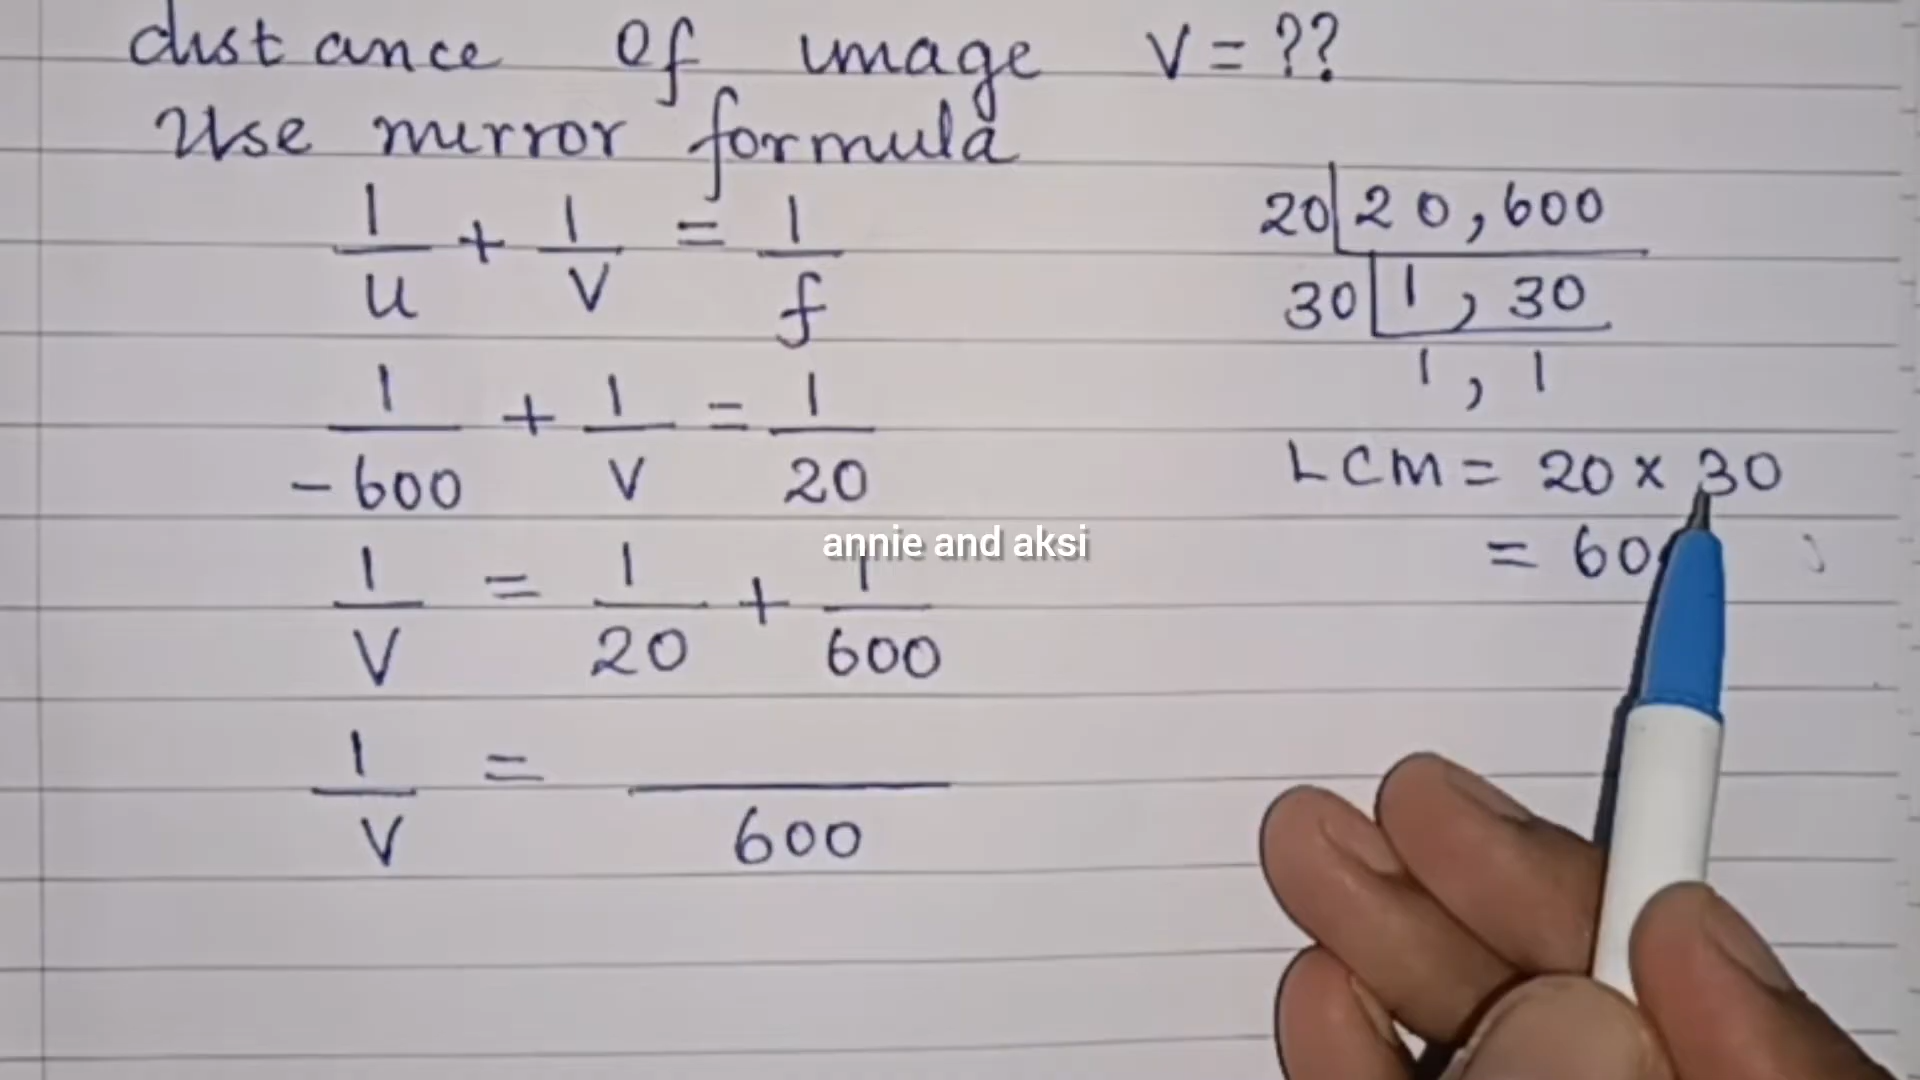 distance of image V = ??
Use mirror formula
1/u + 1/V = 1/f
1/-600 + 1/V = 1/20
1/V = 1/20 + 1/600
1/V = /600
20 | 20, 600
30 | 1, 30
1, 1
LCM = 20 × 30
= 60
annie and aksi